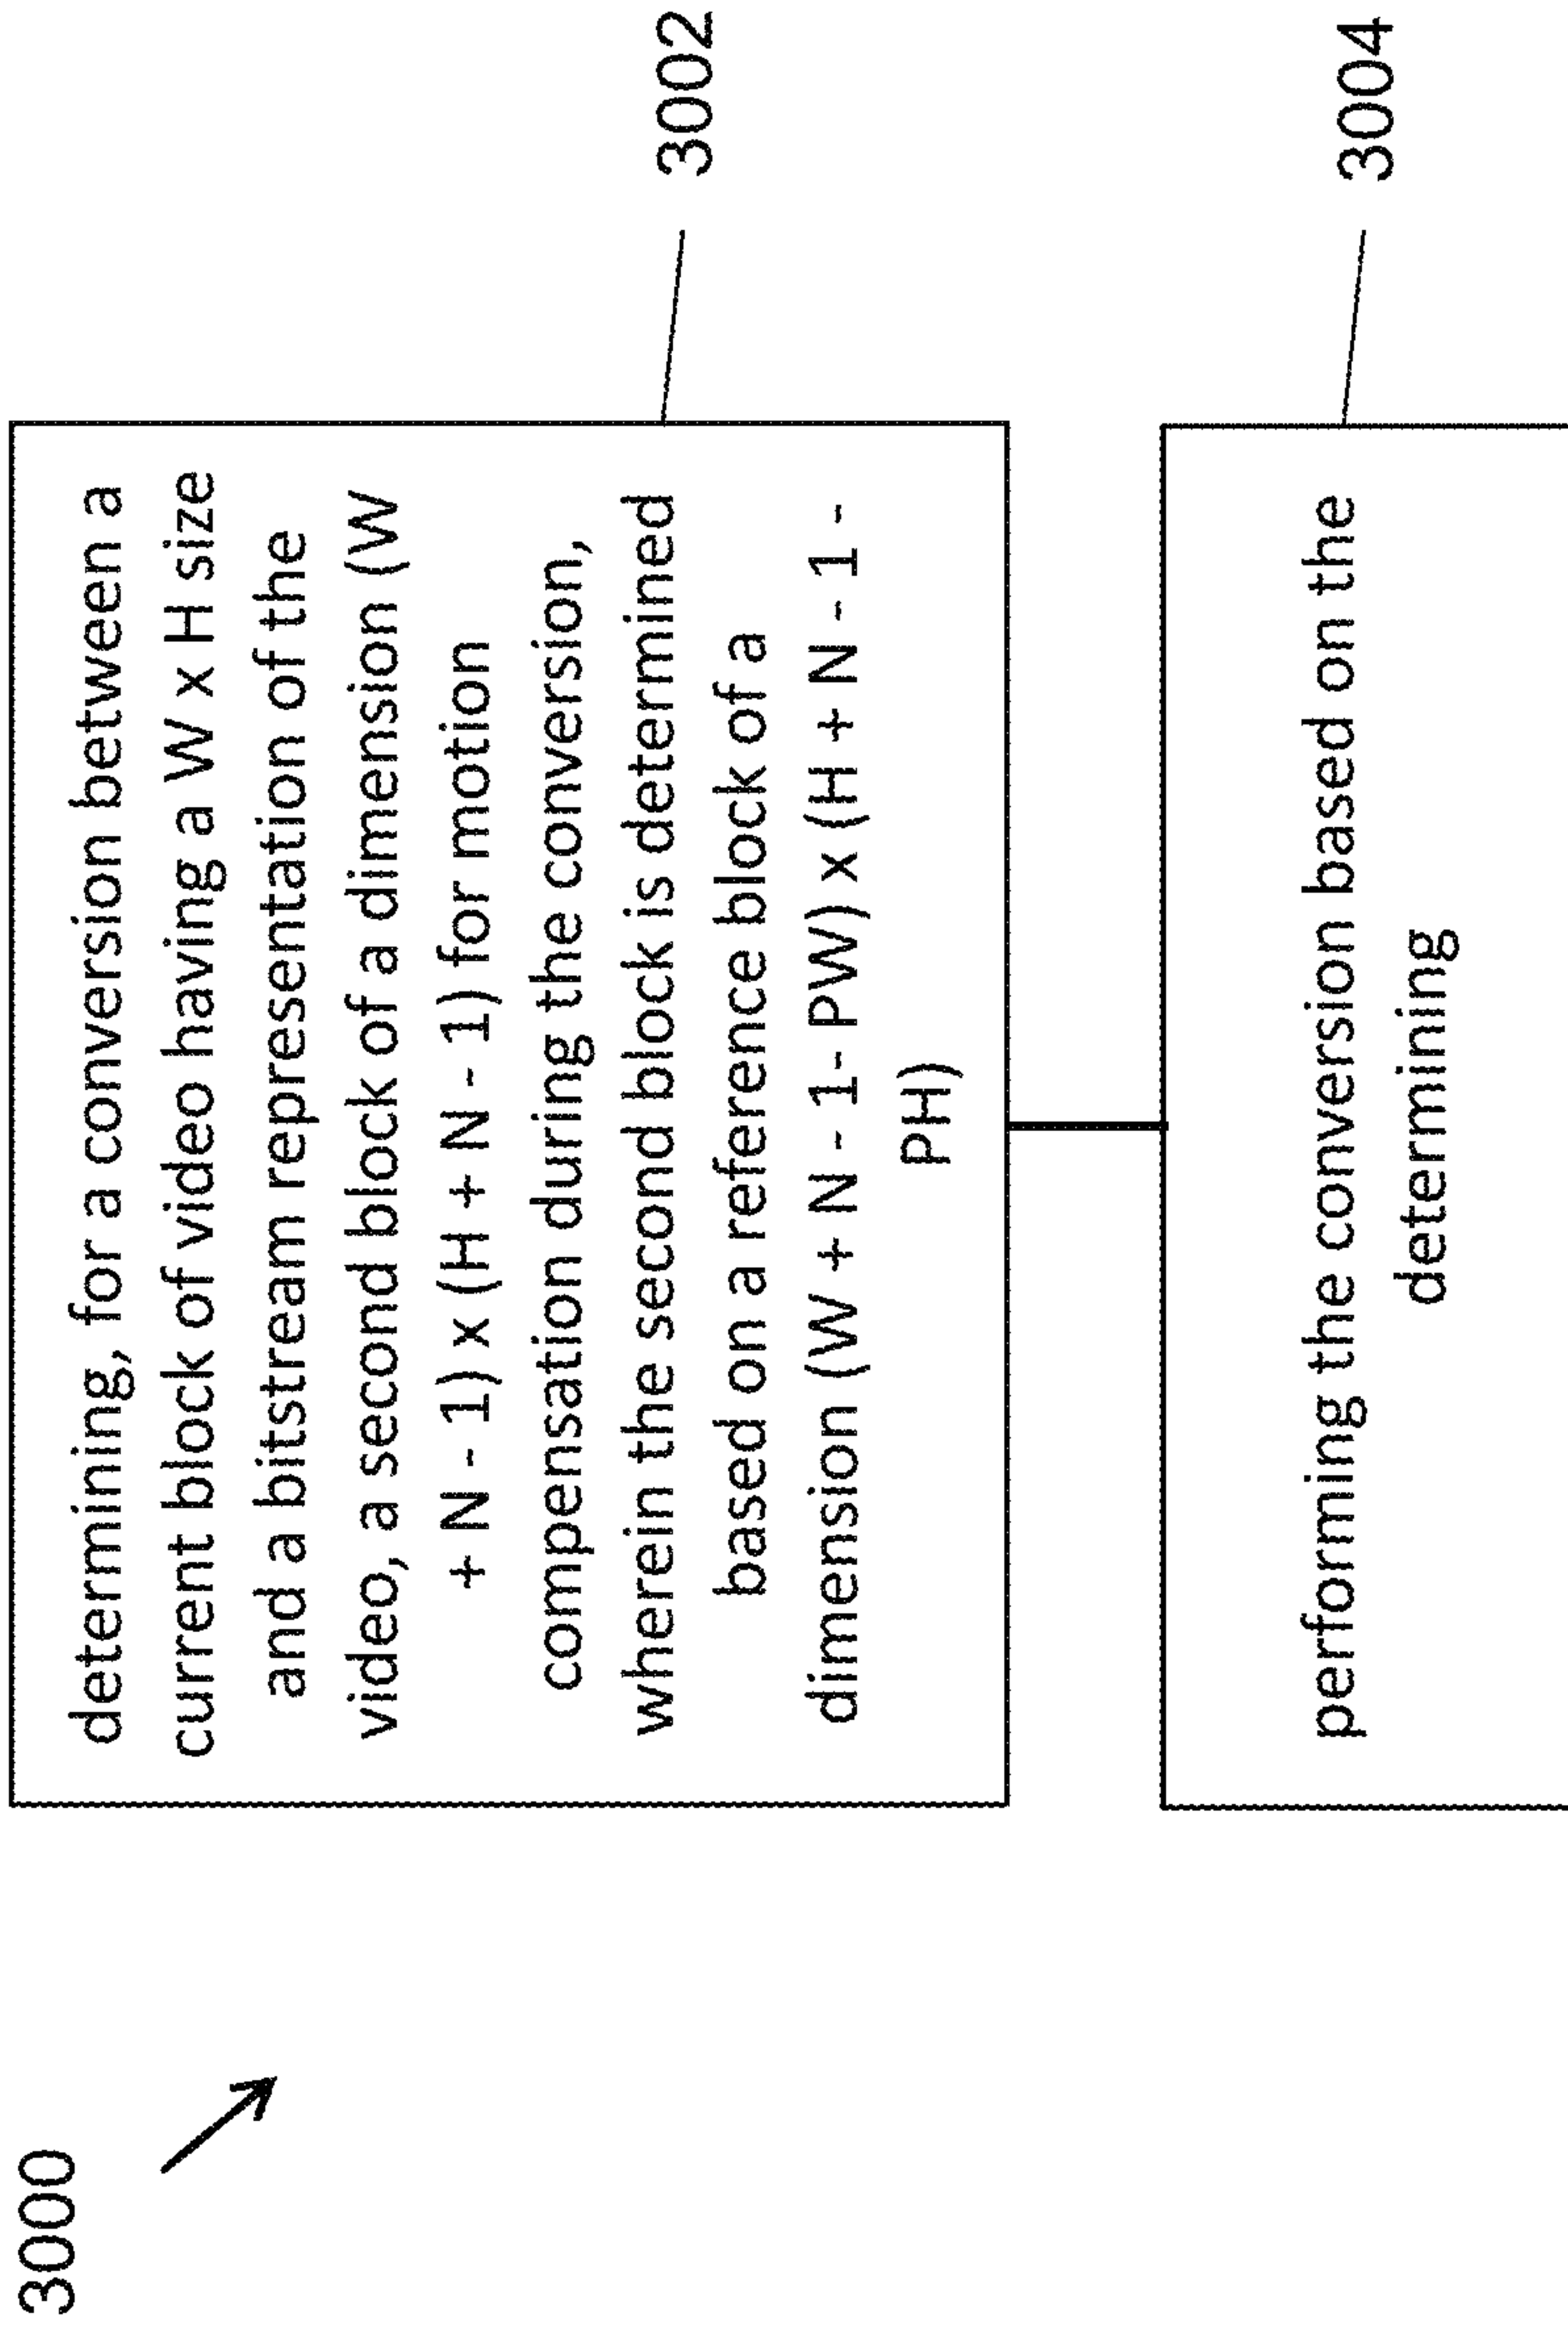 3000
determining, for a conversion between a
current block of video having a W x H size
and a bitstream representation of the
video, a second block of a dimension (W
+ N - 1) x (H + N - 1) for motion
compensation during the conversion,
wherein the second block is determined
based on a reference block of a
dimension (W + N - 1- PW) x (H + N - 1 -
PH)
3002
performing the conversion based on the
determining
3004